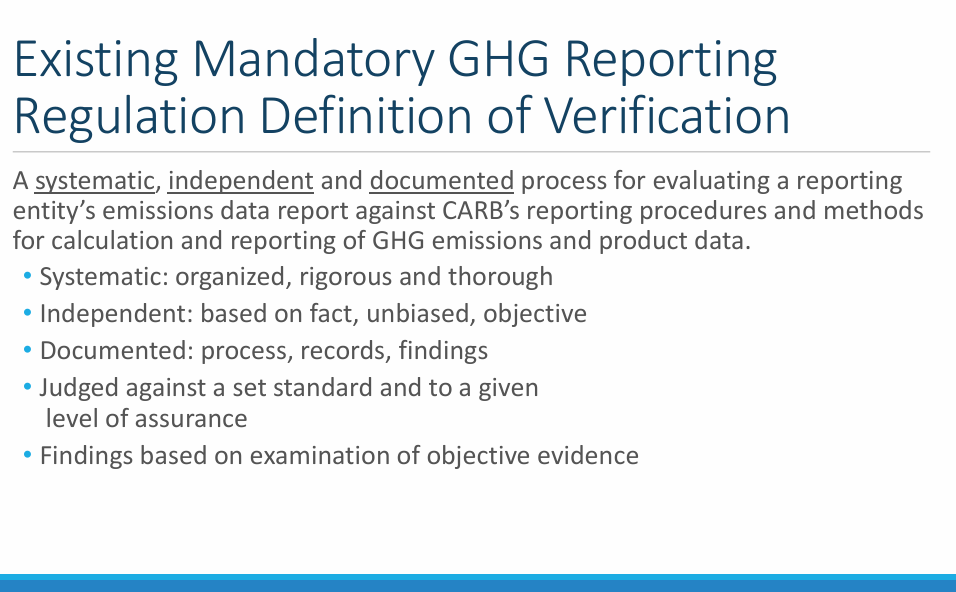 Existing Mandatory GHG Reporting
Regulation Definition of Verification
A systematic, independent and documented process for evaluating a reporting
entity’s emissions data report against CARB’s reporting procedures and methods
for calculation and reporting of GHG emissions and product data.
• Systematic: organized, rigorous and thorough
• Independent: based on fact, unbiased, objective
• Documented: process, records, findings
• Judged against a set standard and to a given
level of assurance
• Findings based on examination of objective evidence